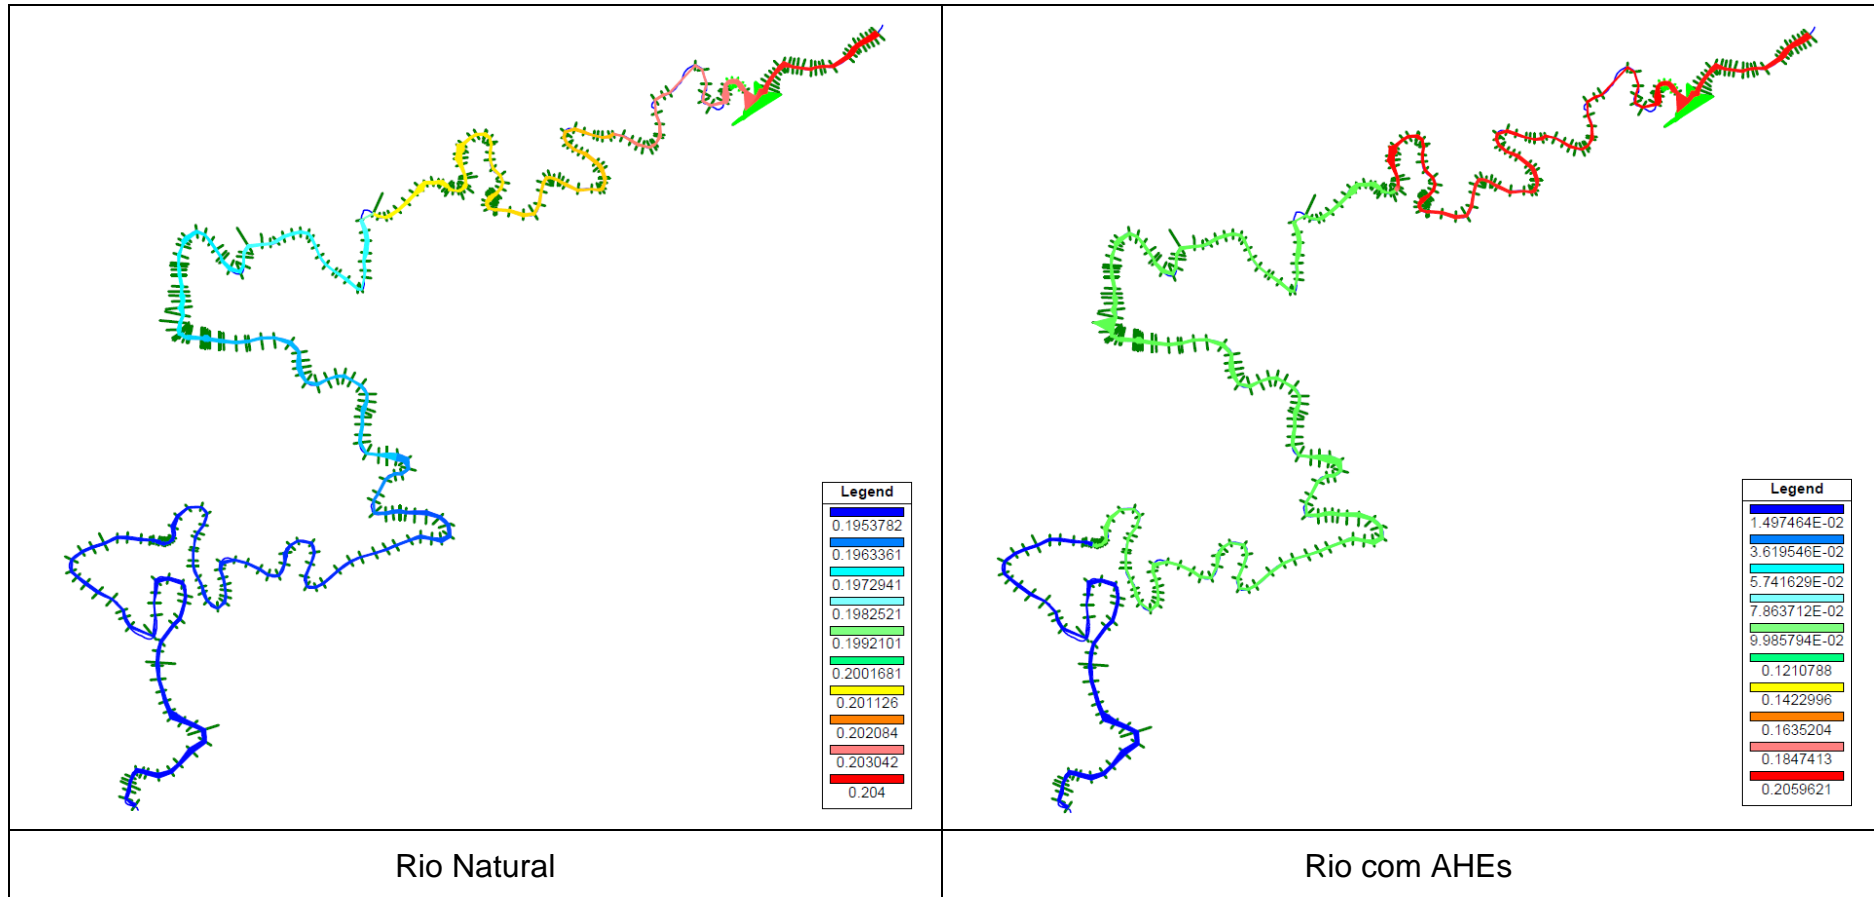 Legend
0.1953782
0.1963361
0.1972941
0.1982521
0.1992101
0.2001681
0.201126
0.202084
0.203042
0.204
Legend
1.497464E-02
3.619546E-02
5.741629E-02
7.863712E-02
9.985794E-02
0.1210788
0.1422996
0.1635204
0.1847413
0.2059621
Rio Natural
Rio com AHEs